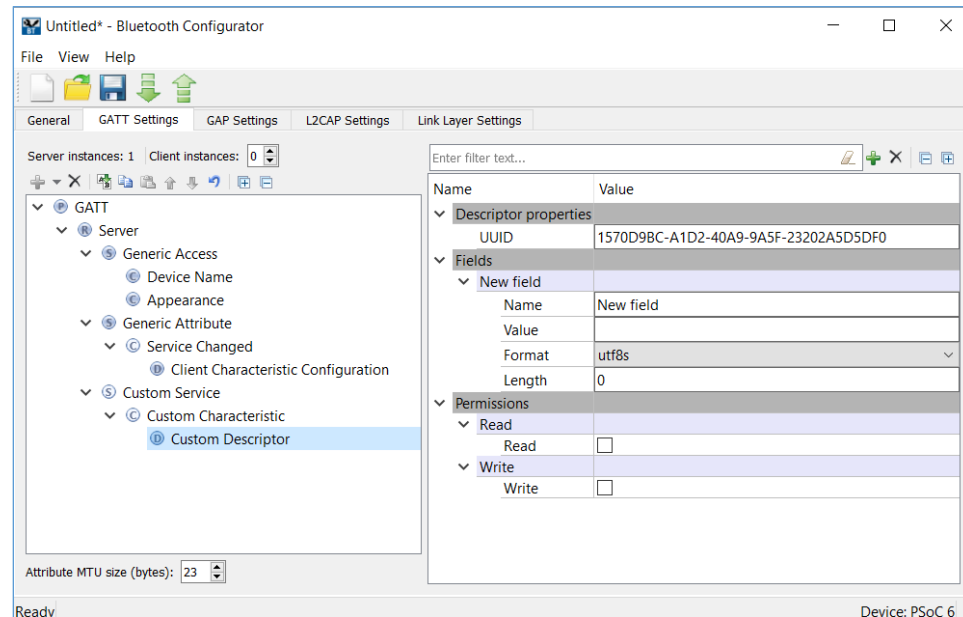 Untitled* - Bluetooth Configurator
File View Help
General GATT Settings GAP Settings L2CAP Settings Link Layer Settings
Server instances: 1 Client instances: 0
GATT
Server
Generic Access
Device Name
Appearance
Generic Attribute
Service Changed
Client Characteristic Configuration
Custom Service
Custom Characteristic
Custom Descriptor
Attribute MTU size (bytes): 23
Enter filter text...
Name Value
Descriptor properties
UUID 1570D9BC-A1D2-40A9-9A5F-23202A5D5DF0
Fields
New field
Name New field
Value
Format utf8s
Length 0
Permissions
Read
Read
Write
Write
Ready Device: PSoC 6